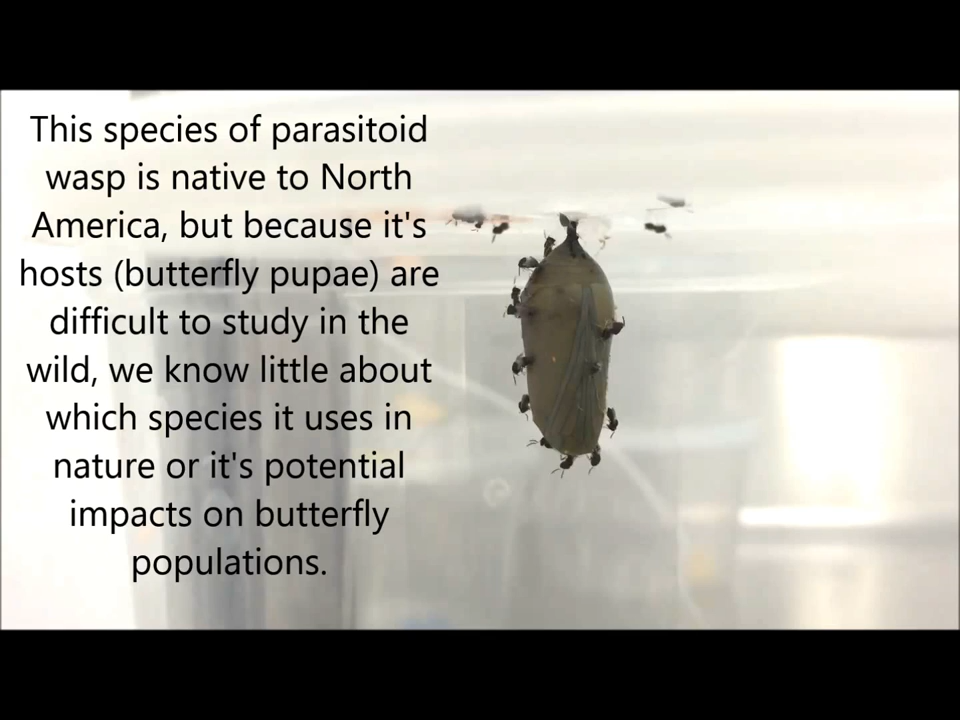 This species of parasitoid
wasp is native to North
America, but because it's
hosts (butterfly pupae) are
difficult to study in the
wild, we know little about
which species it uses in
nature or it's potential
impacts on butterfly
populations.